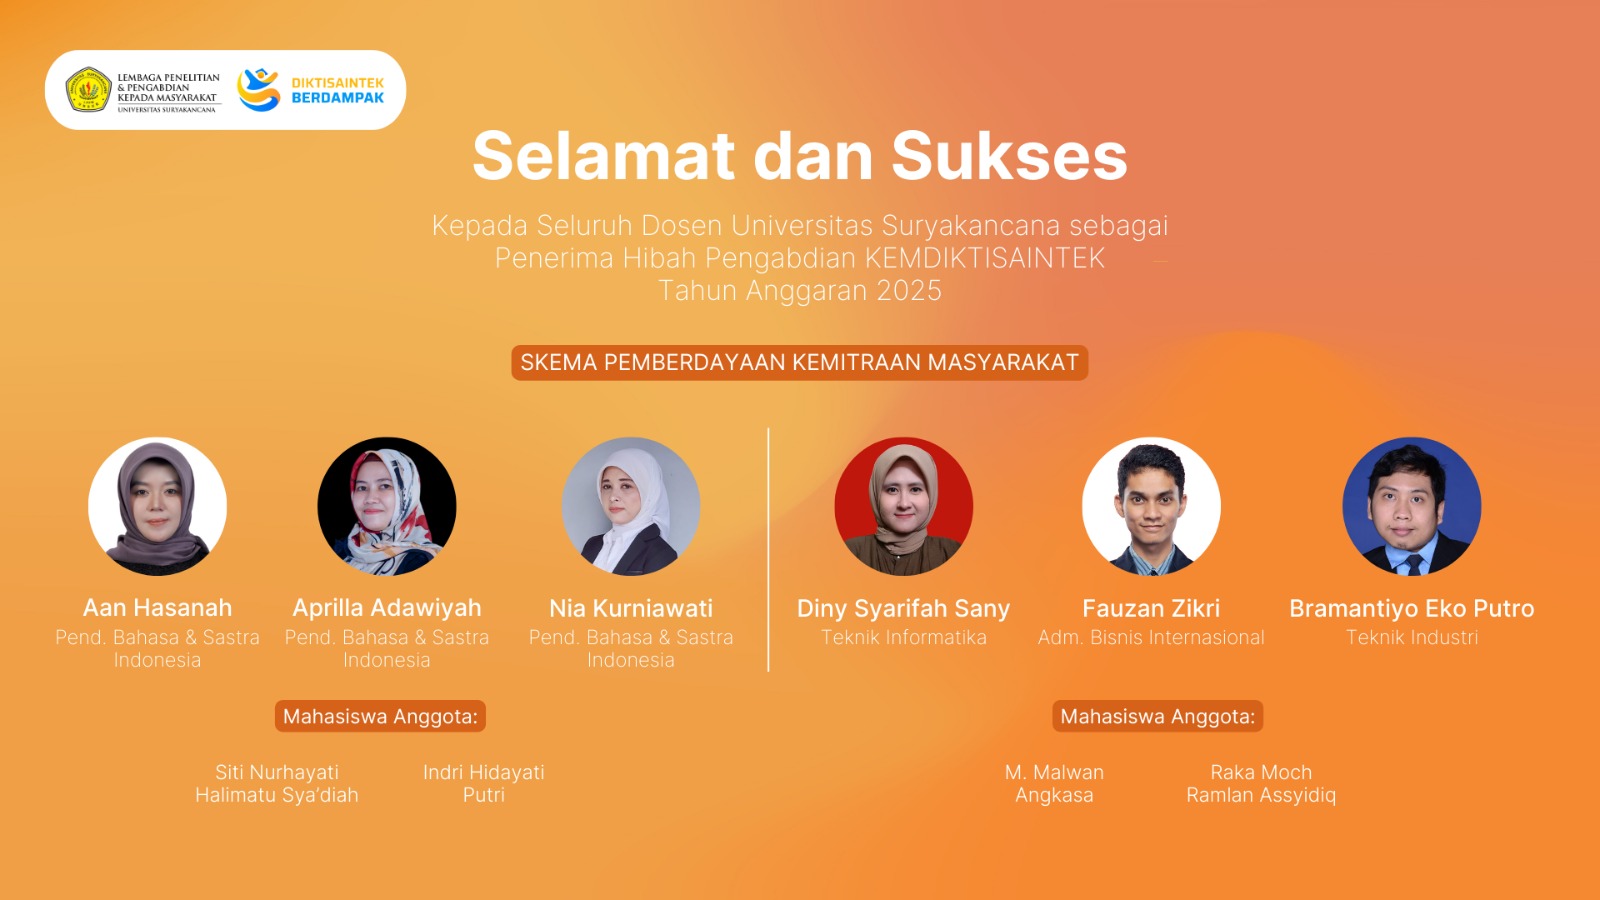 LEMBAGA PENELITIAN
& PENGABDIAN
KEPADA MASYARAKAT
UNIVERSITAS SURYAKANCANA
DIKTISAINTEK
BERDAMPAK
Selamat dan Sukses
Kepada Seluruh Dosen Universitas Suryakancana sebagai
Penerima Hibah Pengabdian KEMDIKTISAINTEK
Tahun Anggaran 2025
SKEMA PEMBERDAYAAN KEMITRAAN MASYARAKAT
Aan Hasanah
Pend. Bahasa & Sastra
Indonesia
Aprilla Adawiyah
Pend. Bahasa & Sastra
Indonesia
Nia Kurniawati
Pend. Bahasa & Sastra
Indonesia
Diny Syarifah Sany
Teknik Informatika
Fauzan Zikri
Adm. Bisnis Internasional
Bramantiyo Eko Putro
Teknik Industri
Mahasiswa Anggota:
Siti Nurhayati
Halimatu Sya’diah
Indri Hidayati
Putri
Mahasiswa Anggota:
M. Malwan
Angkasa
Raka Moch
Ramlan Assyidiq